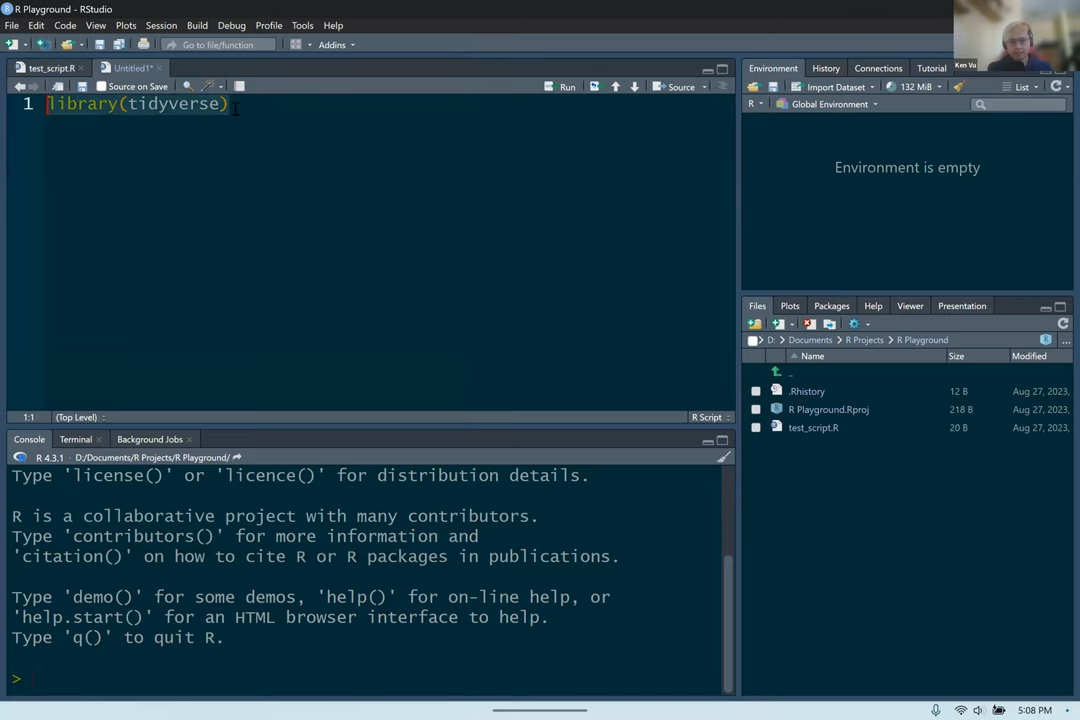 R Playground - RStudio
File Edit Code View Plots Session Build Debug Profile Tools Help
Go to file/function Addins
Ken Vu
test_script.R Untitled1*
Source on Save Run Source
1 library(tidyverse)
1:1 (Top Level) R Script
Console Terminal Background Jobs
R 4.3.1 · D:/Documents/R Projects/R Playground/
Type 'license()' or 'licence()' for distribution details.
R is a collaborative project with many contributors.
Type 'contributors()' for more information and
'citation()' on how to cite R or R packages in publications.
Type 'demo()' for some demos, 'help()' for on-line help, or
'help.start()' for an HTML browser interface to help.
Type 'q()' to quit R.
>
Environment History Connections Tutorial
Import Dataset 132 MiB List
R Global Environment
Environment is empty
Files Plots Packages Help Viewer Presentation
D: Documents R Projects R Playground
Name Size Modified
..
.Rhistory 12 B Aug 27, 2023,
R Playground.Rproj 218 B Aug 27, 2023,
test_script.R 20 B Aug 27, 2023,
5:08 PM